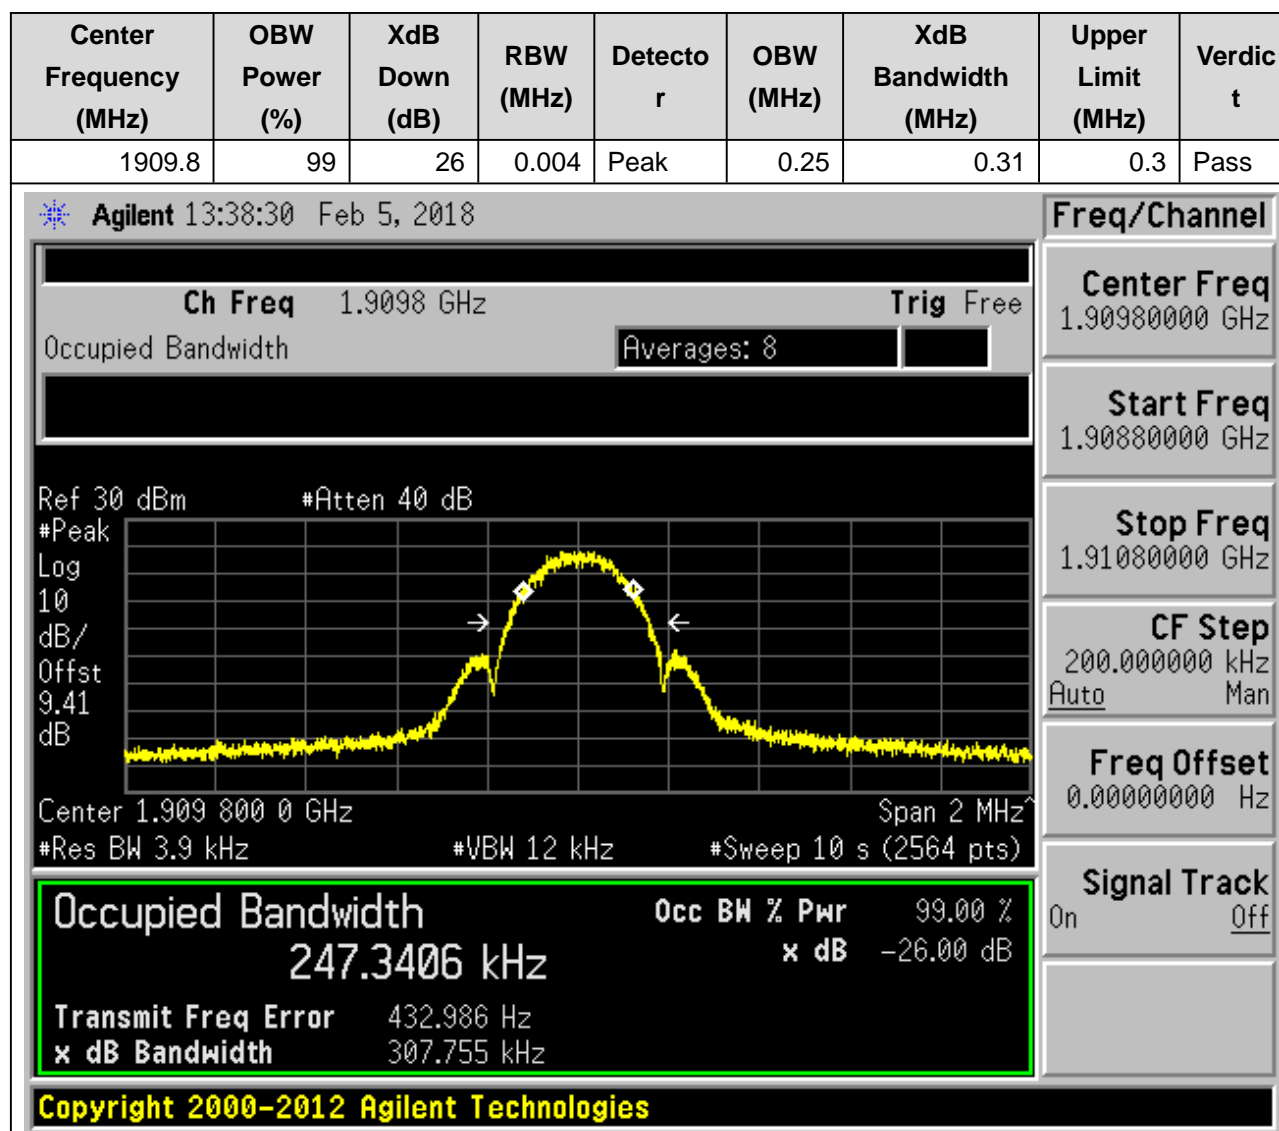 Center Frequency (MHz) OBW Power (%) XdB Down (dB) RBW (MHz) Detecto r OBW (MHz) XdB Bandwidth (MHz) Upper Limit (MHz) Verdic t
1909.8 99 26 0.004 Peak 0.25 0.31 0.3 Pass
Agilent 13:38:30 Feb 5, 2018
Freq/Channel
Ch Freq 1.9098 GHz Trig Free
Occupied Bandwidth Averages: 8
Center Freq
1.90980000 GHz
Start Freq
1.90880000 GHz
Stop Freq
1.91080000 GHz
CF Step
200.000000 kHz
Auto Man
Freq Offset
0.00000000 Hz
Signal Track
On Off
Ref 30 dBm #Atten 40 dB
#Peak
Log
10
dB/
Offst
9.41
dB
Center 1.909 800 0 GHz Span 2 MHz^
#Res BW 3.9 kHz #VBW 12 kHz #Sweep 10 s (2564 pts)
Occupied Bandwidth Occ BW % Pwr 99.00 %
247.3406 kHz x dB -26.00 dB
Transmit Freq Error 432.986 Hz
x dB Bandwidth 307.755 kHz
Copyright 2000-2012 Agilent Technologies